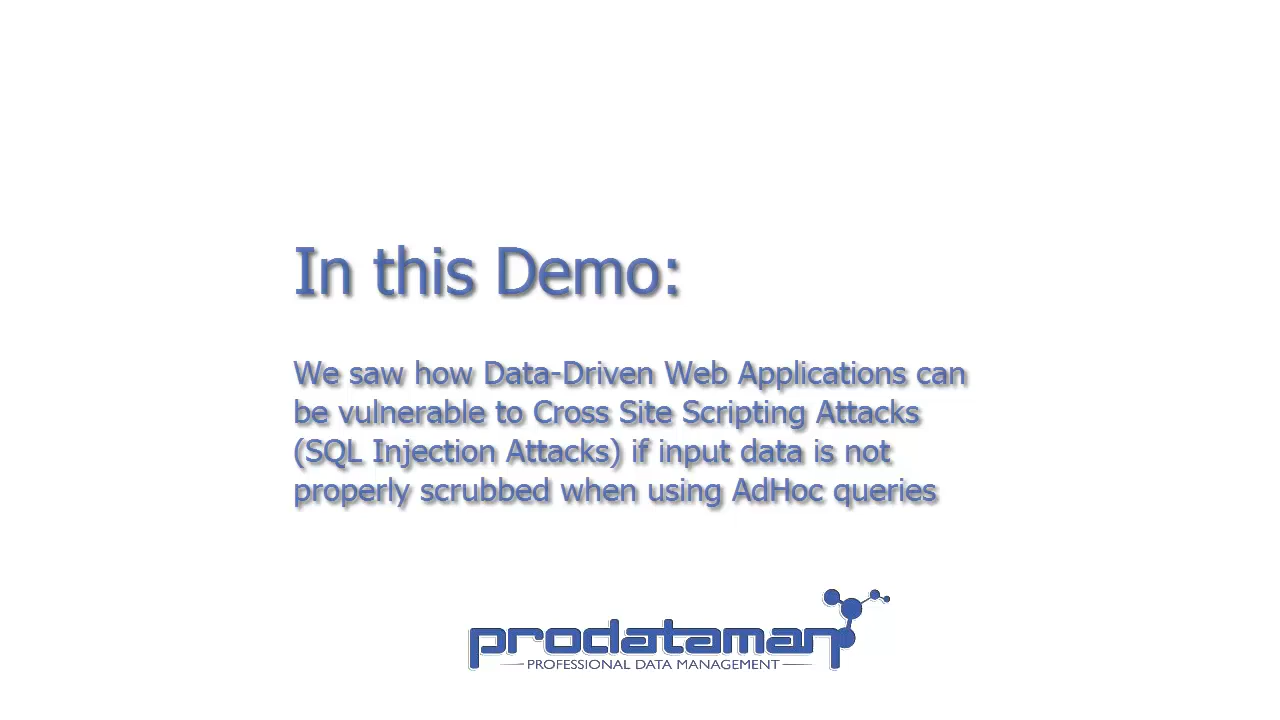 In this Demo:
We saw how Data-Driven Web Applications can
be vulnerable to Cross Site Scripting Attacks
(SQL Injection Attacks) if input data is not
properly scrubbed when using AdHoc queries
prodataman
PROFESSIONAL DATA MANAGEMENT